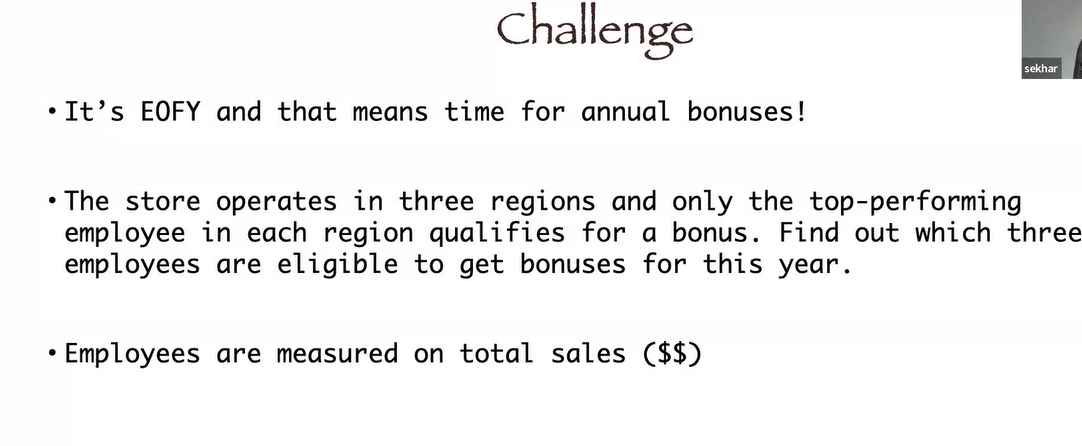 Challenge
sekhar
• It's EOFY and that means time for annual bonuses!
• The store operates in three regions and only the top-performing
employee in each region qualifies for a bonus. Find out which three
employees are eligible to get bonuses for this year.
• Employees are measured on total sales ($$)